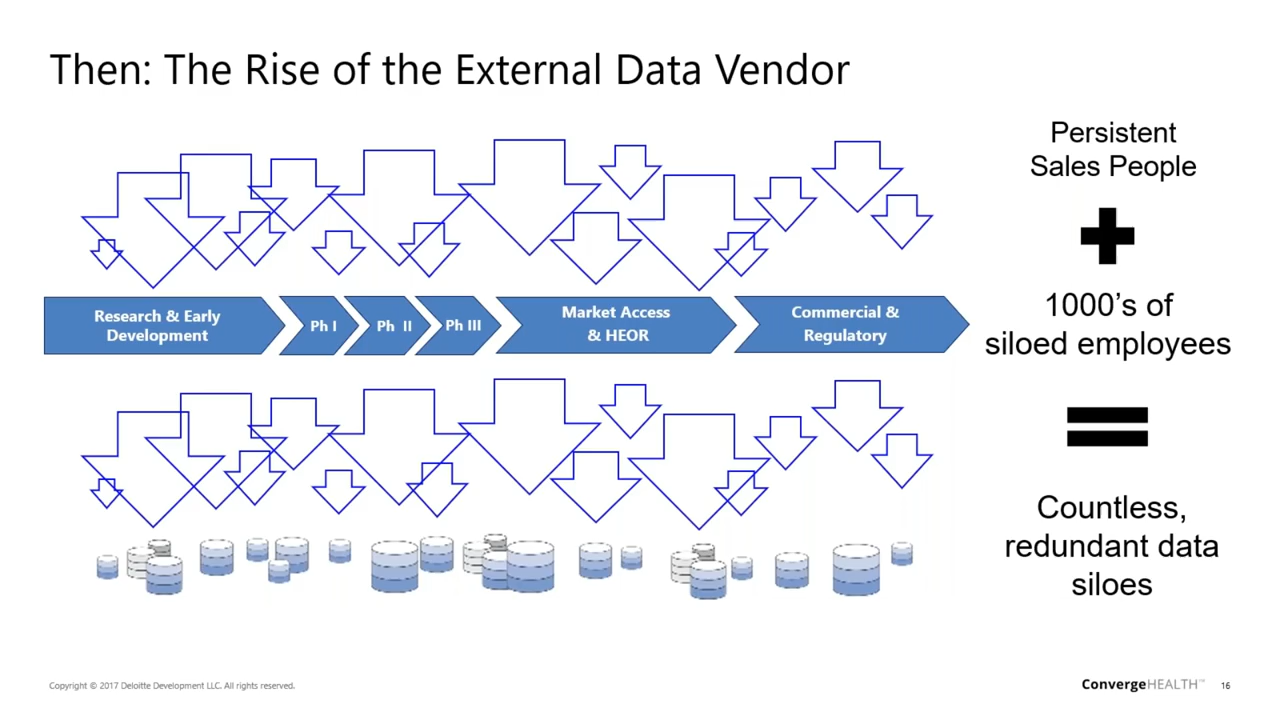 Then: The Rise of the External Data Vendor
Persistent
Sales People
Research & Early
Development
Ph I
Ph II
Ph III
Market Access
& HEOR
Commercial &
Regulatory
1000’s of
siloed employees
Countless,
redundant data
siloes
Copyright © 2017 Deloitte Development LLC. All rights reserved.
ConvergeHEALTH™
16